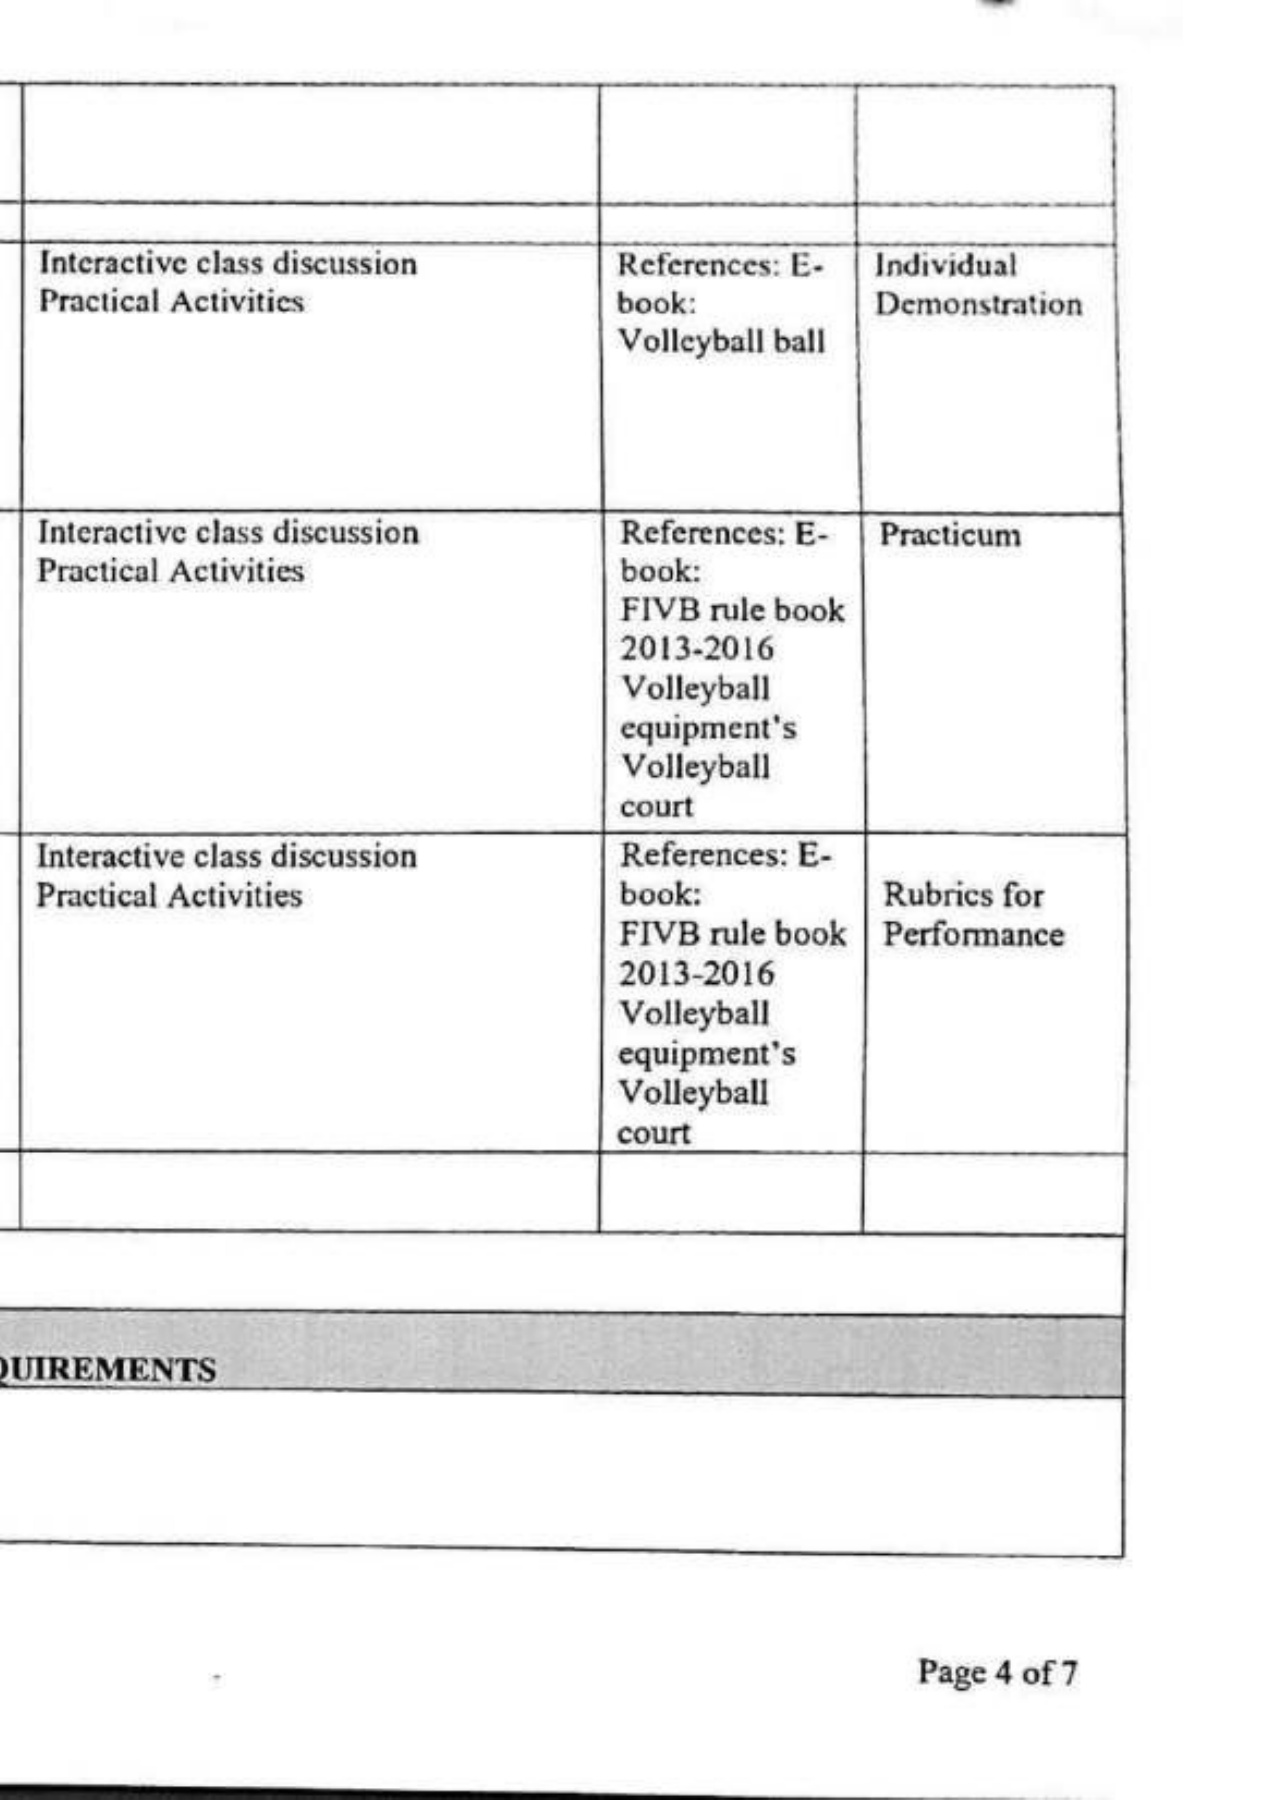 Interactive class discussion
Practical Activities
References: E-
book:
Volleyball ball
Individual
Demonstration
Interactive class discussion
Practical Activities
References: E-
book:
FIVB rule book
2013-2016
Volleyball
equipment's
Volleyball
court
Practicum
Interactive class discussion
Practical Activities
References: E-
book:
FIVB rule book
2013-2016
Volleyball
equipment's
Volleyball
court
Rubrics for
Performance
QUIREMENTS
Page 4 of 7